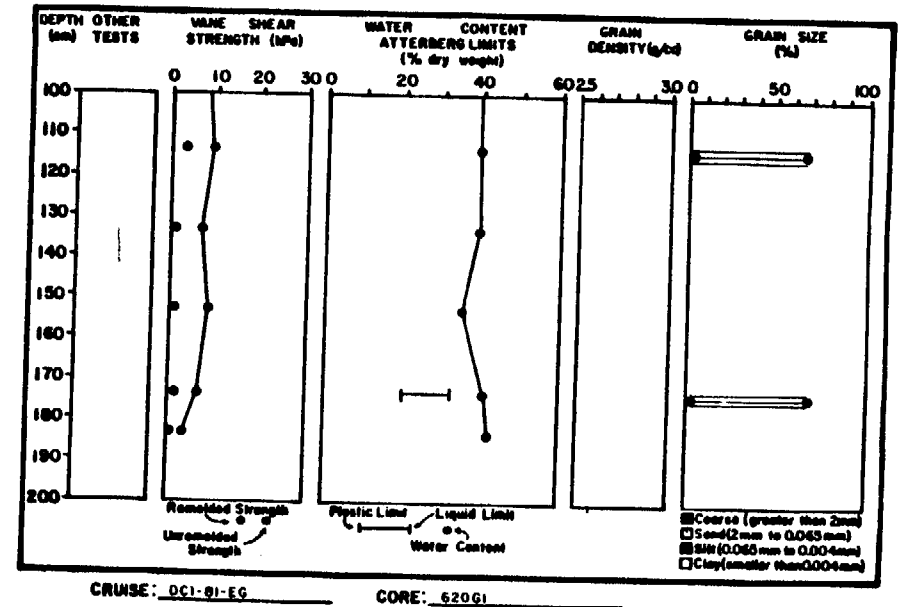 DEPTH OTHER VANE SHEAR WATER CONTENT GRAIN GRAIN SIZE
(cm) TESTS STRENGTH (kPa) ATTERBERG LIMITS DENSITY (g/cc) (%)
(% dry weight)
0 10 20 30 0 20 40 60 2.5 3.0 0 50 100
100
110
120
130
140
150
160
170
180
190
200
Remolded Strength
Unremolded
Strength
Plastic Limit Liquid Limit
Water Content
Coarse (greater than 2mm)
Sand (2mm to 0.065mm)
Silt (0.065mm to 0.004mm)
Clay (smaller than 0.004mm)
CRUISE: DC1-81-EG CORE: 620G1